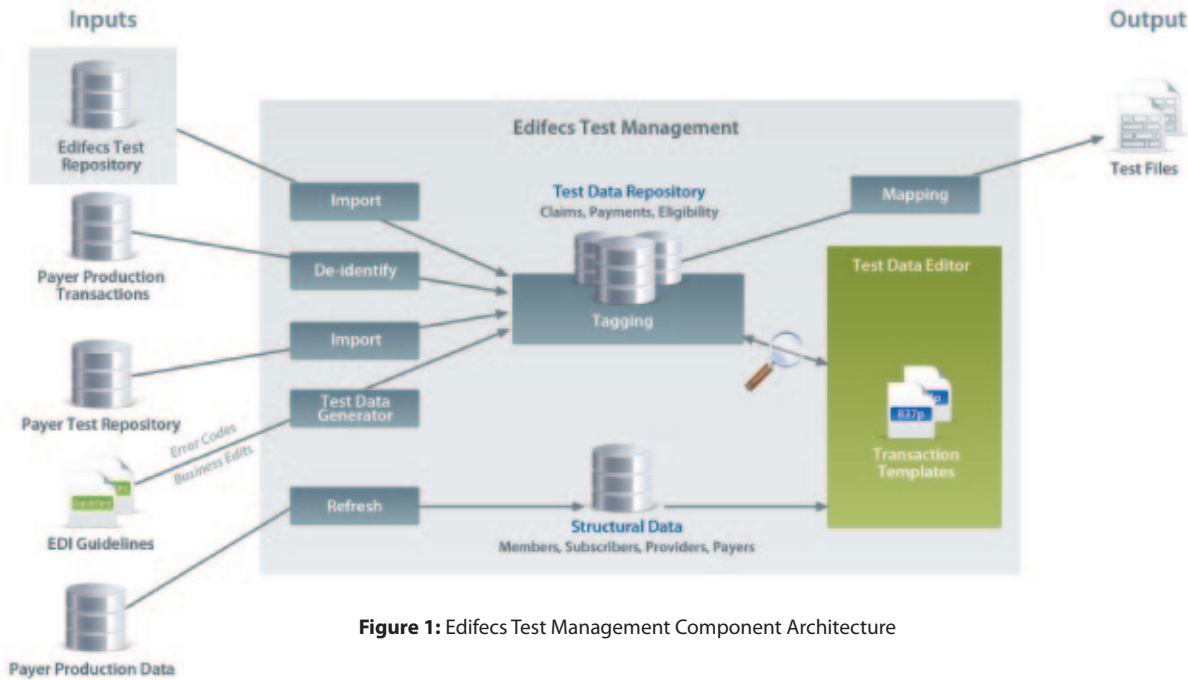 Inputs
Output
Edifecs Test
Repository
Payer Production
Transactions
Payer Test Repository
Error Codes
Business Edits
EDI Guidelines
Payer Production Data
Edifecs Test Management
Import
De-identify
Import
Test Data
Generator
Refresh
Test Data Repository
Claims, Payments, Eligibility
Tagging
Structural Data
Members, Subscribers, Providers, Payers
Mapping
Test Data Editor
837p
Transaction
Templates
Test Files
Figure 1: Edifecs Test Management Component Architecture